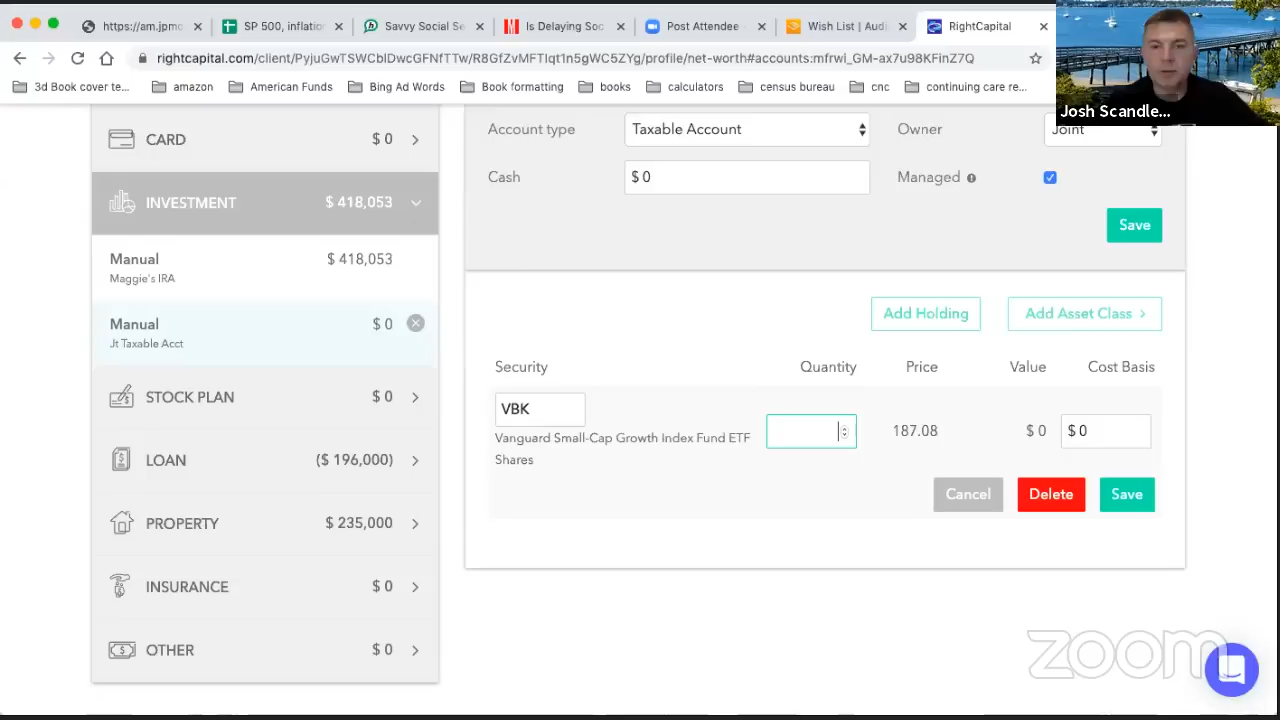 https://am.jpmc
SP 500, inflation
Savvy Social Se
Is Delaying Soc
Post Attendee
Wish List | Audi
RightCapital
rightcapital.com/client/PyjuGwTSWCblDwcGFNfTTw/R8GfZvMFTlqt1n5gWC5ZYg/profile/net-worth#accounts:mfrwi_GM-ax7u98KFinZ7Q
3d Book cover te...
amazon
American Funds
Bing Ad Words
Book formatting
books
calculators
census bureau
cnc
continuing care re...
Josh Scandle...
CARD $ 0
INVESTMENT $ 418,053
Manual $ 418,053
Maggie's IRA
Manual $ 0
Jt Taxable Acct
STOCK PLAN $ 0
LOAN ($ 196,000)
PROPERTY $ 235,000
INSURANCE $ 0
OTHER $ 0
Account type Taxable Account Owner Joint
Cash $ 0 Managed
Save
Add Holding Add Asset Class
Security Quantity Price Value Cost Basis
VBK
187.08 $ 0 $ 0
Vanguard Small-Cap Growth Index Fund ETF
Shares
Cancel Delete Save
zoom